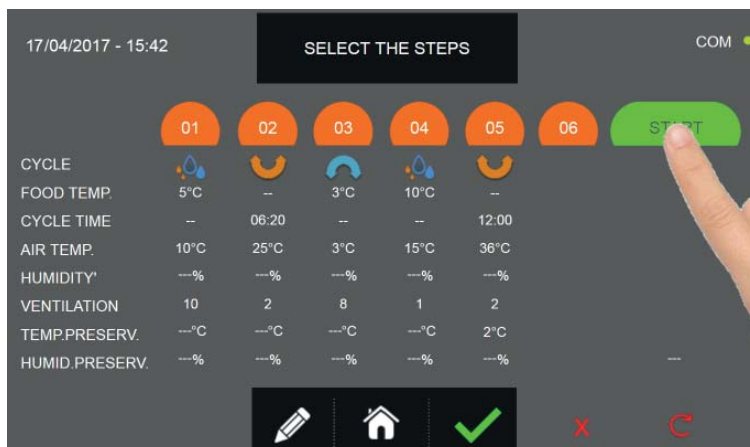 17/04/2017 - 15:42
SELECT THE STEPS
COM
01 02 03 04 05 06 START
CYCLE
FOOD TEMP. 5°C -- 3°C 10°C --
CYCLE TIME -- 06:20 -- -- 12:00
AIR TEMP. 10°C 25°C 3°C 15°C 36°C
HUMIDITY' ---% ---% ---% ---% ---%
VENTILATION 10 2 8 1 2
TEMP.PRESERV. ---°C ---°C ---°C ---°C 2°C
HUMID.PRESERV. ---% ---% ---% ---% ---% ---
X